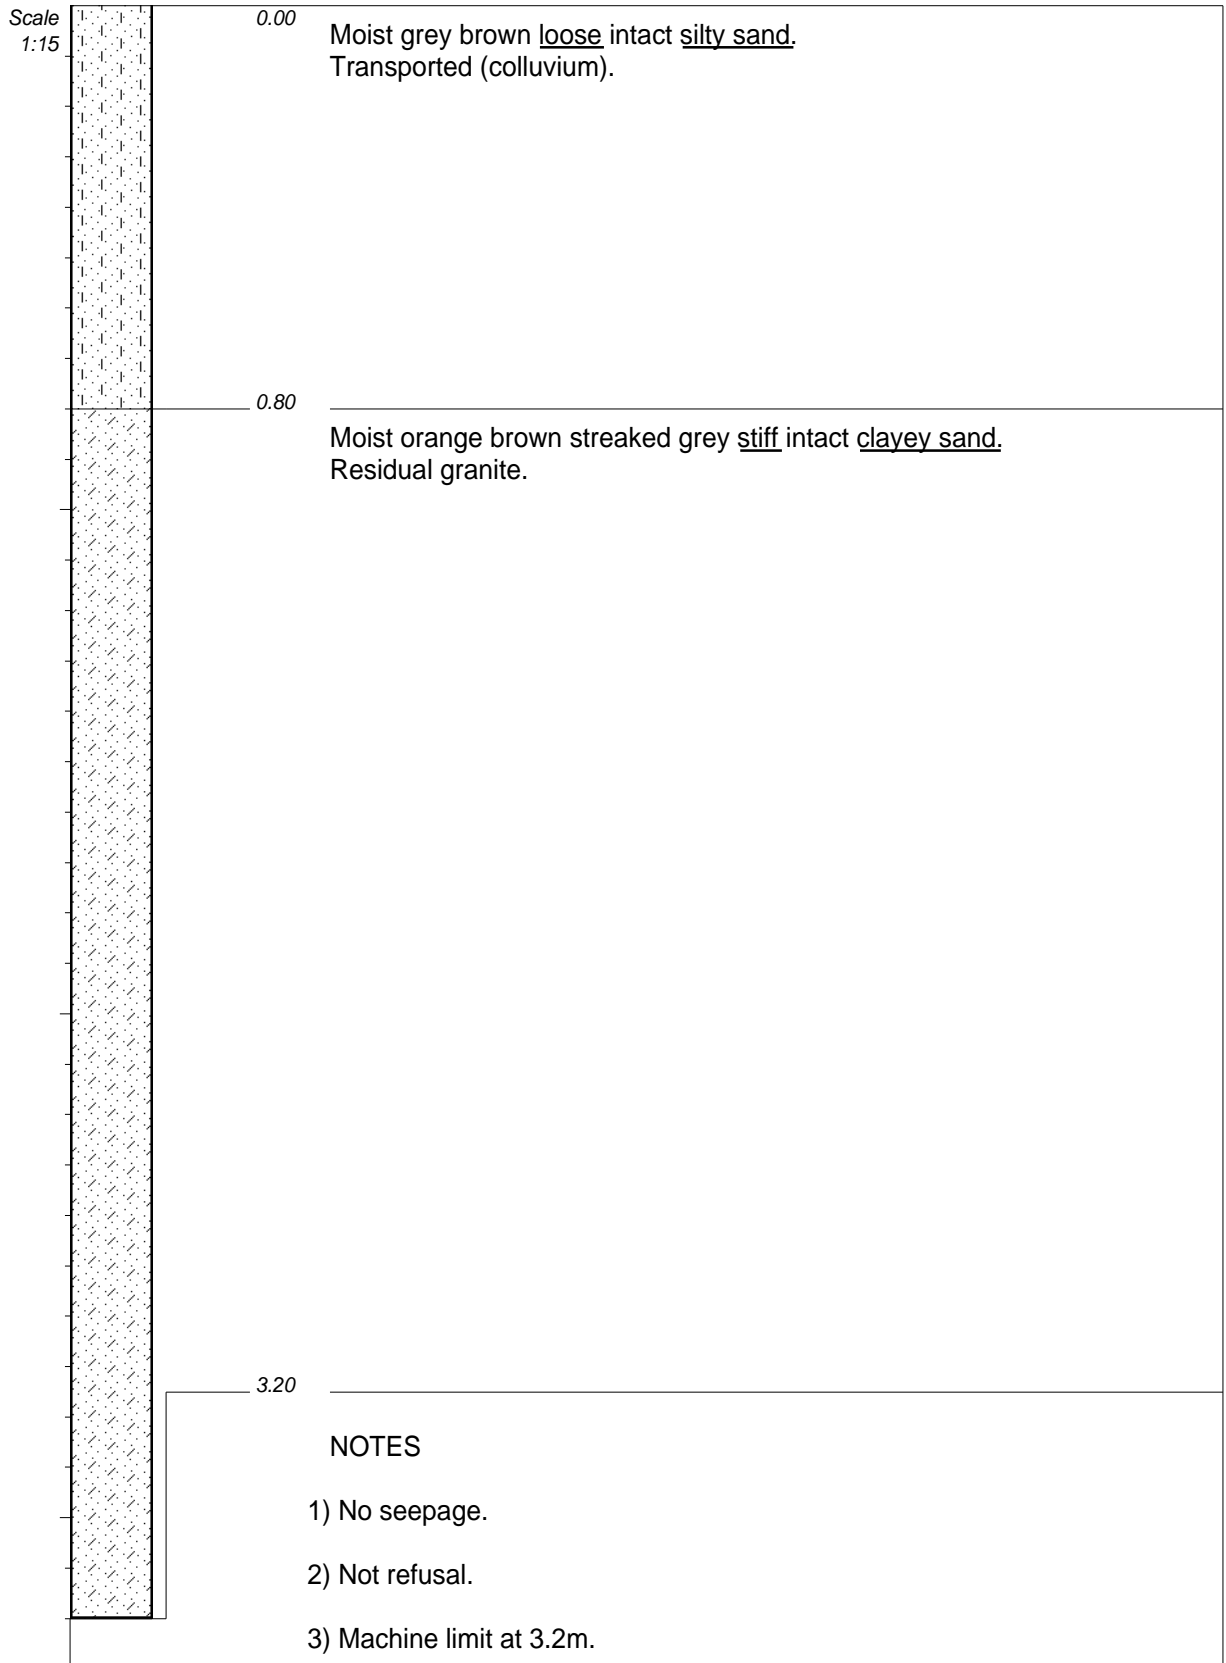 Scale
1:15
0.00
Moist grey brown loose intact silty sand.
Transported (colluvium).
0.80
Moist orange brown streaked grey stiff intact clayey sand.
Residual granite.
3.20
NOTES
1) No seepage.
2) Not refusal.
3) Machine limit at 3.2m.